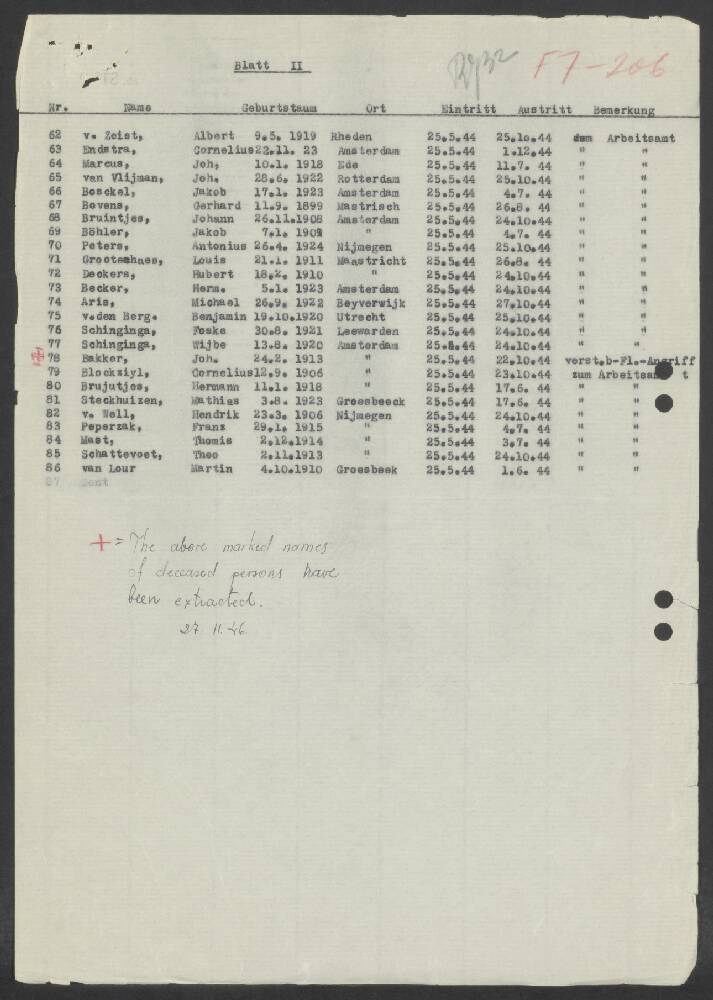 Blatt II
F7-206
Nr. Name Geburtstaum Ort Eintritt Austritt Bemerkung
62 v. Zeist, Albert 9.5. 1919 Rheden 25.5.44 25.10.44 dem Arbeitsamt
63 Endstra, Cornelius 22.11. 23 Amsterdam 25.5.44 1.12.44 " "
64 Marcus, Joh, 10.1. 1918 Ede 25.5.44 11.7. 44 " "
65 van Vlijman, Joh. 28.6. 1922 Rotterdam 25.5.44 25.10.44 " "
66 Bosckel, Jakob 17.1. 1923 Amsterdam 25.5.44 4.7. 44 " "
67 Bovens, Gerhard 11.9. 1899 Mastrisch 25.5.44 26.8. 44 " "
68 Bruintjes, Johann 26.11.1908 Amsterdam 25.5.44 24.10.44 " "
69 Böhler, Jakob 7.1. " 25.5.44 4.7. 44 " "
70 Peters, Antonius 26.4. 1924 Nijmegen 25.5.44 25.10.44 " "
71 Grooteshaes, Louis 21.1. 1911 Maastricht 25.5.44 26.8. 44 " "
72 Deckers, Hubert 18.2. 1910 " 25.5.44 24.10.44 " "
73 Becker, Herm. 5.1. 1923 Amsterdam 25.5.44 24.10.44 " "
74 Aris, Michael 26.9. 1922 Beyverwijk 25.5.44 27.10.44 " "
75 v.den Berg. Benjamin 19.10.1920 Utrecht 25.5.44 25.10.44 " "
76 Schinginga, Foske 30.8. 1921 Leewarden 25.5.44 24.10.44 " "
77 Schinginga, Wijbe 13.8. 1920 Amsterdam 25.5.44 24.10.44 " "
+ 78 Bakker, Joh. 24.2. 1913 " 25.5.44 22.10.44 verst.b-Fl.-Angriff
79 Blockziyl, Cornelius 12.9. 1906 " 25.5.44 23.10.44 zum Arbeitsa t
80 Brujutjes, Hermann 11.1. 1918 " 25.5.44 17.6. 44 " "
81 Steckhuizen, Mathias 3.8. 1923 Groesbeeck 25.5.44 17.6. 44 " "
82 v. Well, Hendrik 23.3. 1906 Nijmegen 25.5.44 24.10.44 " "
83 Peperzak, Franz 29.1. 1915 " 25.5.44 4.7. 44 " "
84 Mast, Thomis 2.12.1914 " 25.5.44 3.7. 44 " "
85 Schattevoet, Theo 2.11.1913 " 25.5.44 24.10.44 " "
86 van Lour Martin 4.10.1910 Groesbeek 25.5.44 1.6. 44 " "
+ = The above marked names
of deceased persons have
been extracted.
27. 11. 46